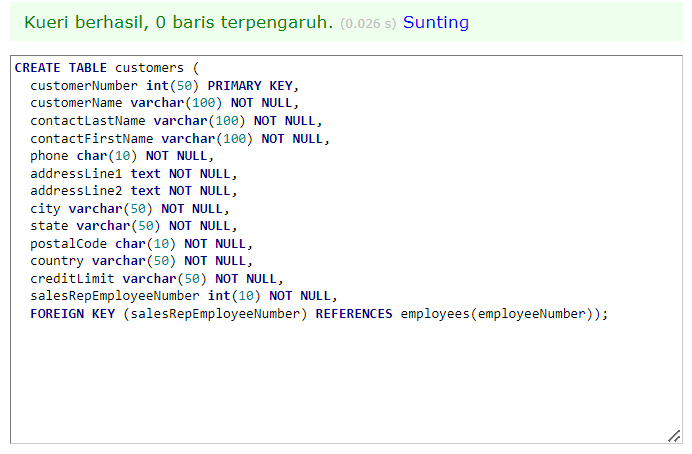 Kueri berhasil, 0 baris terpengaruh. (0.026 s) Sunting
CREATE TABLE customers (
  customerNumber int(50) PRIMARY KEY,
  customerName varchar(100) NOT NULL,
  contactLastName varchar(100) NOT NULL,
  contactFirstName varchar(100) NOT NULL,
  phone char(10) NOT NULL,
  addressLine1 text NOT NULL,
  addressLine2 text NOT NULL,
  city varchar(50) NOT NULL,
  state varchar(50) NOT NULL,
  postalCode char(10) NOT NULL,
  country varchar(50) NOT NULL,
  creditLimit varchar(50) NOT NULL,
  salesRepEmployeeNumber int(10) NOT NULL,
  FOREIGN KEY (salesRepEmployeeNumber) REFERENCES employees(employeeNumber));